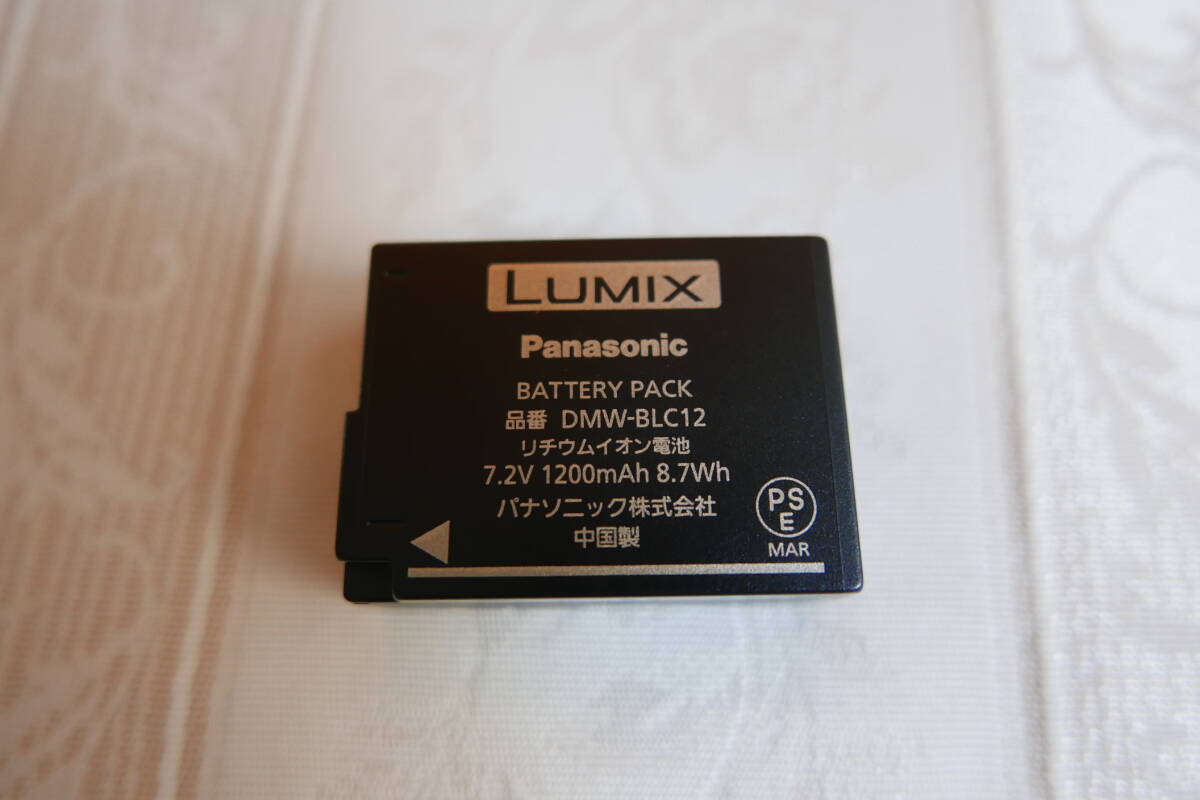 LUMIX
Panasonic
BATTERY PACK
品番 DMW-BLC12
リチウムイオン電池
7.2V 1200mAh 8.7Wh
パナソニック株式会社
中国製
PS
E
MAR